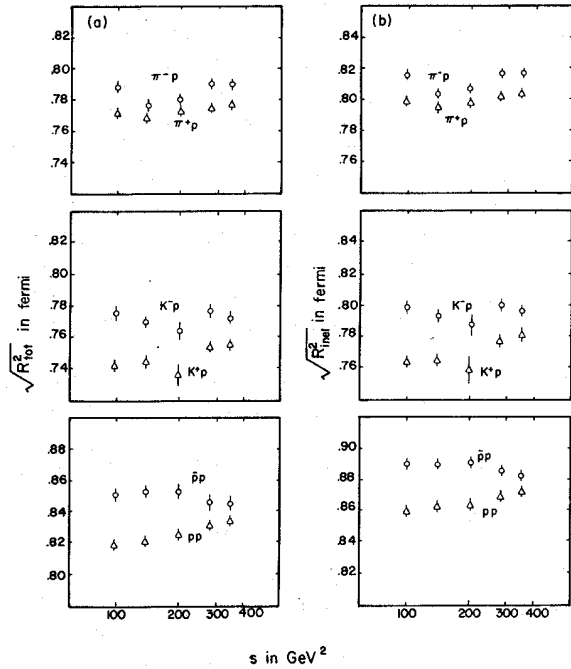 (a)
.82
.80
.78
.76
.74
π⁻p
π⁺p
.82
.80
.78
.76
.74
K⁻p
K⁺p
.88
.86
.84
.82
.80
p̄p
pp
100
200
300
400
√R²tot in fermi
(b)
.84
.82
.80
.78
.76
π⁻p
π⁺p
.84
.82
.80
.78
.76
K⁻p
K⁺p
.90
.88
.86
.84
.82
p̄p
pp
100
200
300
400
√R²inel in fermi
s in GeV²